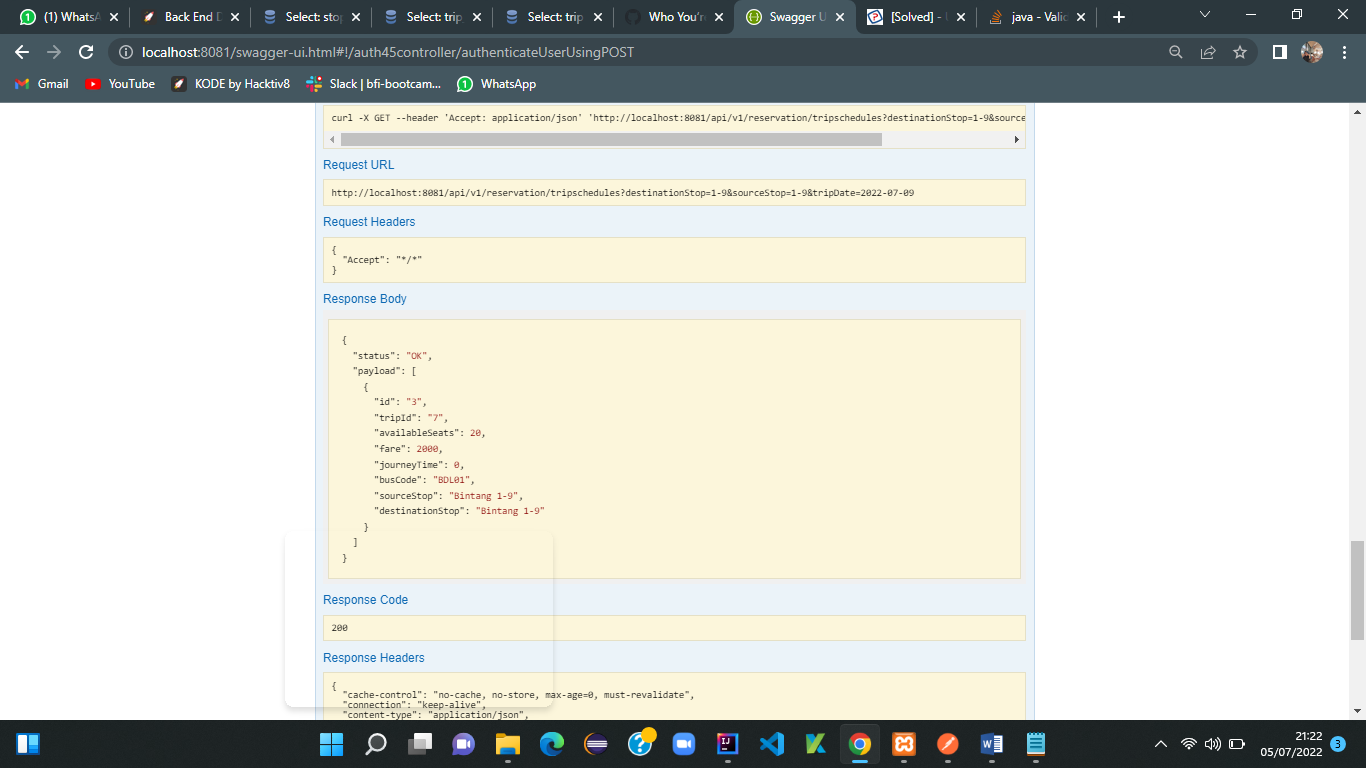 (1) WhatsA
Back End D
Select: stop
Select: trip
Select: trip
Who You're
Swagger U
[Solved] -
java - Valid
localhost:8081/swagger-ui.html#!/auth45controller/authenticateUserUsingPOST
Gmail
YouTube
KODE by Hacktiv8
Slack | bfi-bootcam...
WhatsApp
curl -X GET --header 'Accept: application/json' 'http://localhost:8081/api/v1/reservation/tripschedules?destinationStop=1-9&source
Request URL
http://localhost:8081/api/v1/reservation/tripschedules?destinationStop=1-9&sourceStop=1-9&tripDate=2022-07-09
Request Headers
{
"Accept": "*/*"
}
Response Body
{
"status": "OK",
"payload": [
{
"id": "3",
"tripId": "7",
"availableSeats": 20,
"fare": 2000,
"journeyTime": 0,
"busCode": "BDL01",
"sourceStop": "Bintang 1-9",
"destinationStop": "Bintang 1-9"
}
]
}
Response Code
200
Response Headers
{
"cache-control": "no-cache, no-store, max-age=0, must-revalidate",
"connection": "keep-alive",
"content-type": "application/json",
21:22
05/07/2022
3